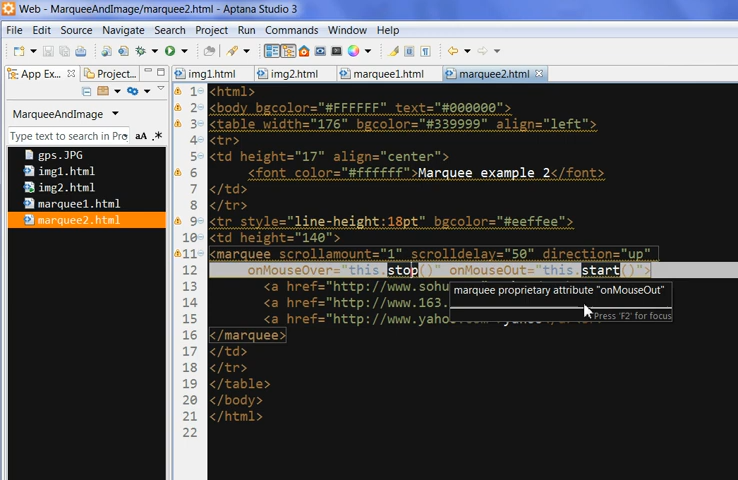 Web - MarqueeAndImage/marquee2.html - Aptana Studio 3
File Edit Source Navigate Search Project Run Commands Window Help
App Ex.. Project... img1.html img2.html marquee1.html marquee2.html
MarqueeAndImage
Type text to search in Pro aA .*
gps.JPG
img1.html
img2.html
marquee1.html
marquee2.html
1 <html>
2 <body bgcolor="#FFFFFF" text="#000000">
3 <table width="176" bgcolor="#339999" align="left">
4 <tr>
5 <td height="17" align="center">
6 <font color="#ffffff">Marquee example 2</font>
7 </td>
8 </tr>
9 <tr style="line-height:18pt" bgcolor="#eeffee">
10 <td height="140">
11 <marquee scrollamount="1" scrolldelay="50" direction="up"
12 onMouseOver="this.stop()" onMouseOut="this.start()">
13 <a href="http://www.sohu
marquee proprietary attribute "onMouseOut"
14 <a href="http://www.163.
Press 'F2' for focus
15 <a href="http://www.yaho
16 </marquee>
17 </td>
18 </tr>
19 </table>
20 </body>
21 </html>
22